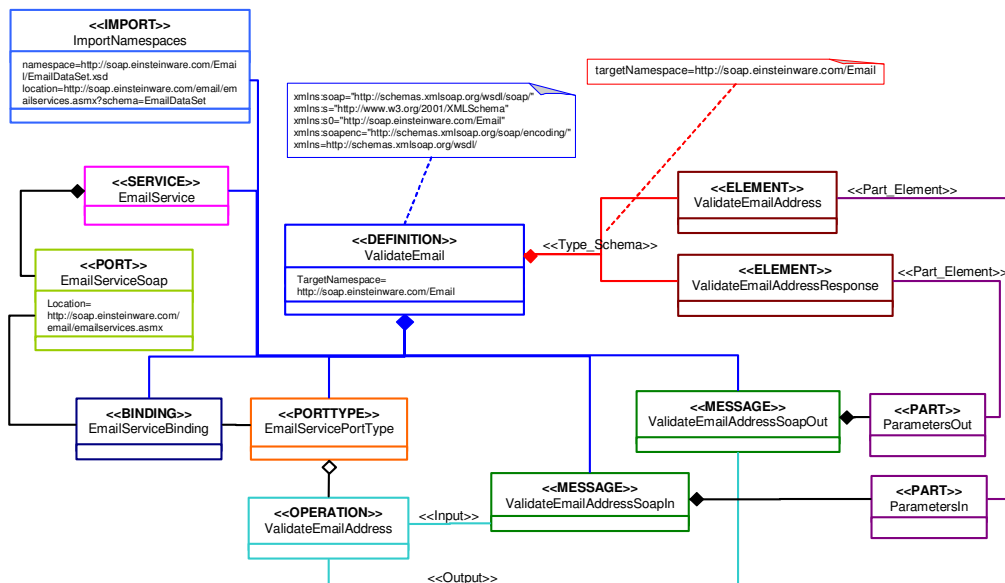 <<IMPORT>>
ImportNamespaces
namespace=http://soap.einsteinware.com/Emai
l/EmailDataSet.xsd
location=http://soap.einsteinware.com/email/em
ailservices.asmx?schema=EmailDataSet
targetNamespace=http://soap.einsteinware.com/Email
xmlns:soap="http://schemas.xmlsoap.org/wsdl/soap/"
xmlns:s="http://www.w3.org/2001/XMLSchema"
xmlns:s0="http://soap.einsteinware.com/Email"
xmlns:soapenc="http://schemas.xmlsoap.org/soap/encoding/"
xmlns=http://schemas.xmlsoap.org/wsdl/
<<SERVICE>>
EmailService
<<ELEMENT>>
ValidateEmailAddress
<<Part_Element>>
<<DEFINITION>>
ValidateEmail
TargetNamespace=
http://soap.einsteinware.com/Email
<<Type_Schema>>
<<PORT>>
EmailServiceSoap
Location=
http://soap.einsteinware.com/
email/emailservices.asmx
<<ELEMENT>>
ValidateEmailAddressResponse
<<Part_Element>>
<<BINDING>>
EmailServiceBinding
<<PORTTYPE>>
EmailServicePortType
<<MESSAGE>>
ValidateEmailAddressSoapOut
<<PART>>
ParametersOut
<<MESSAGE>>
ValidateEmailAddressSoapIn
<<PART>>
ParametersIn
<<OPERATION>>
ValidateEmailAddress
<<Input>>
<<Output>>